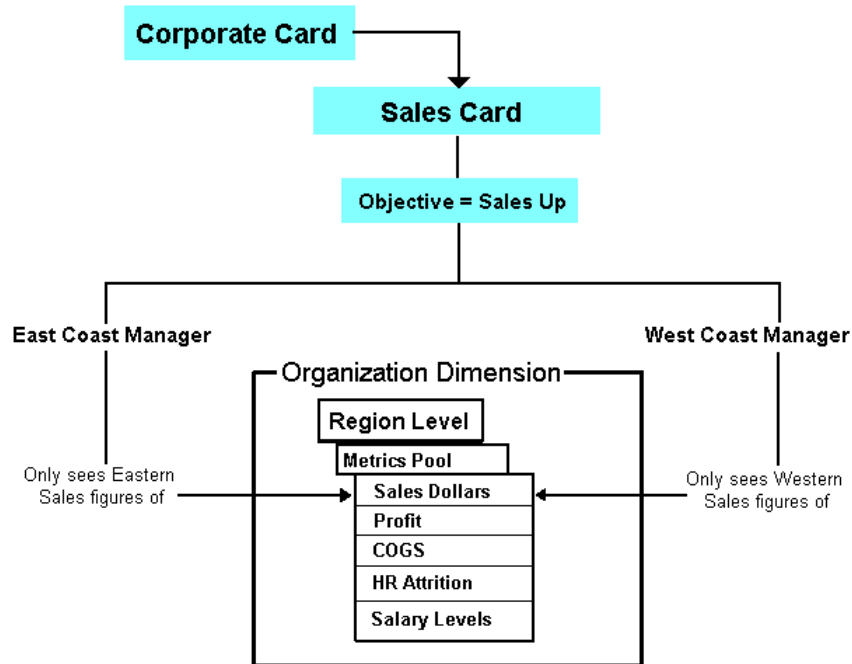 Corporate Card
Sales Card
Objective = Sales Up
East Coast Manager
West Coast Manager
Organization Dimension
Region Level
Metrics Pool
Only sees Eastern
Sales figures of
Sales Dollars
Profit
COGS
HR Attrition
Salary Levels
Only sees Western
Sales figures of